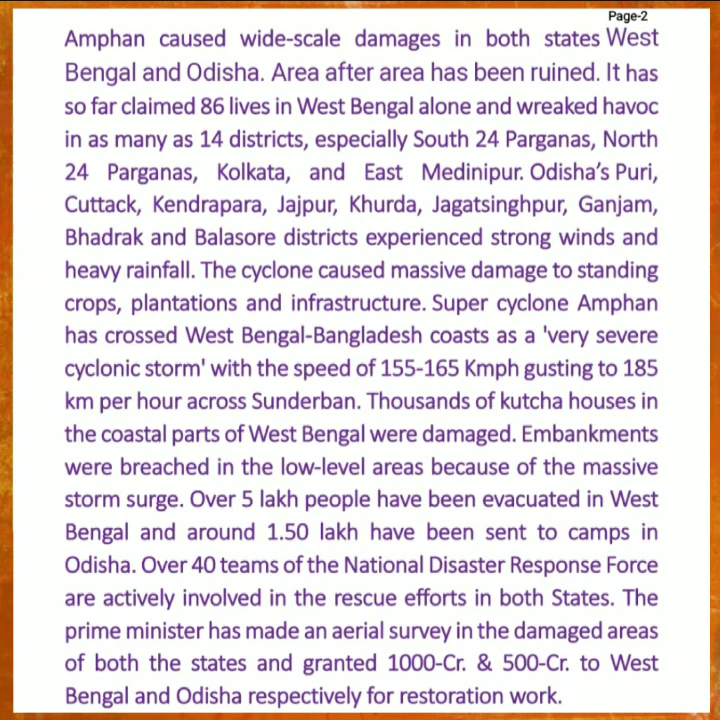 Page-2
Amphan caused wide-scale damages in both states West
Bengal and Odisha. Area after area has been ruined. It has
so far claimed 86 lives in West Bengal alone and wreaked havoc
in as many as 14 districts, especially South 24 Parganas, North
24 Parganas, Kolkata, and East Medinipur. Odisha’s Puri,
Cuttack, Kendrapara, Jajpur, Khurda, Jagatsinghpur, Ganjam,
Bhadrak and Balasore districts experienced strong winds and
heavy rainfall. The cyclone caused massive damage to standing
crops, plantations and infrastructure. Super cyclone Amphan
has crossed West Bengal-Bangladesh coasts as a 'very severe
cyclonic storm' with the speed of 155-165 Kmph gusting to 185
km per hour across Sunderban. Thousands of kutcha houses in
the coastal parts of West Bengal were damaged. Embankments
were breached in the low-level areas because of the massive
storm surge. Over 5 lakh people have been evacuated in West
Bengal and around 1.50 lakh have been sent to camps in
Odisha. Over 40 teams of the National Disaster Response Force
are actively involved in the rescue efforts in both States. The
prime minister has made an aerial survey in the damaged areas
of both the states and granted 1000-Cr. & 500-Cr. to West
Bengal and Odisha respectively for restoration work.